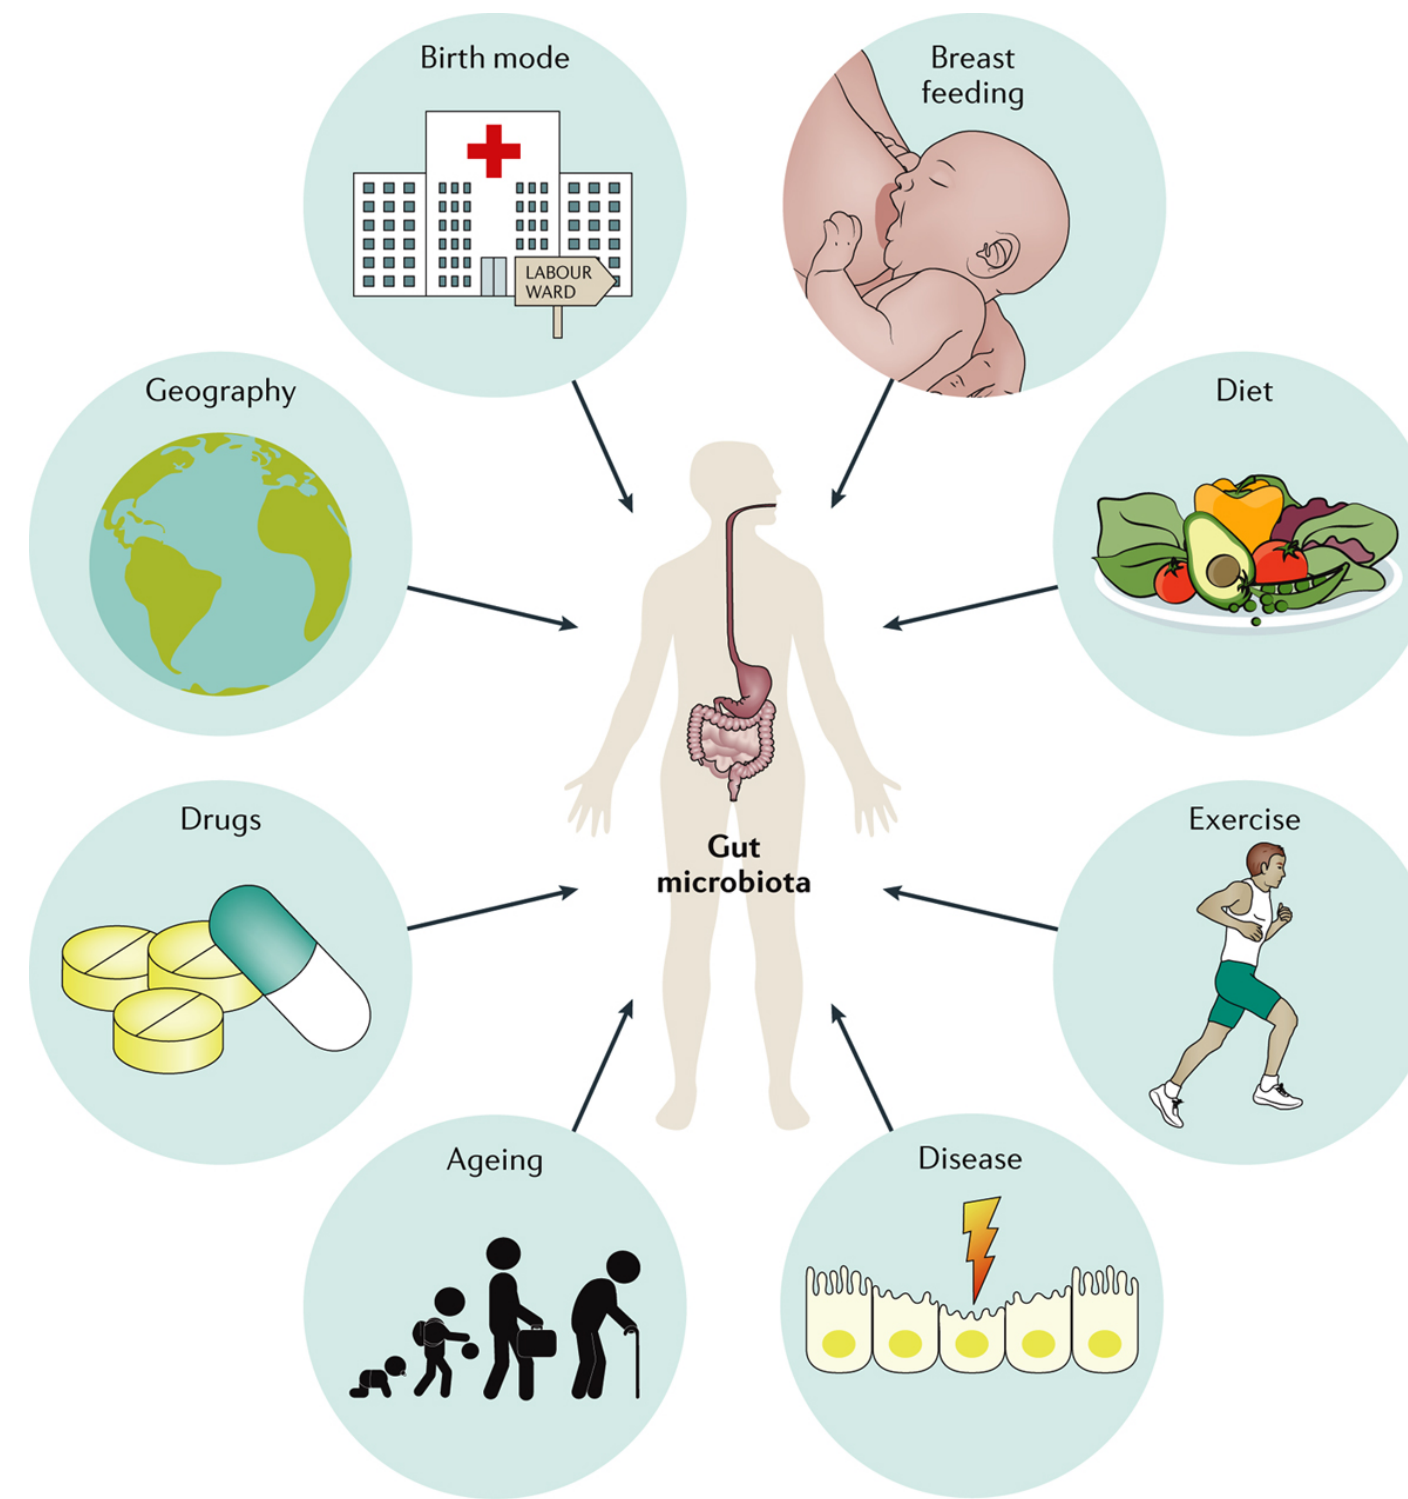 Birth mode
LABOUR
WARD
Breast
feeding
Geography
Diet
Drugs
Gut
microbiota
Exercise
Ageing
Disease